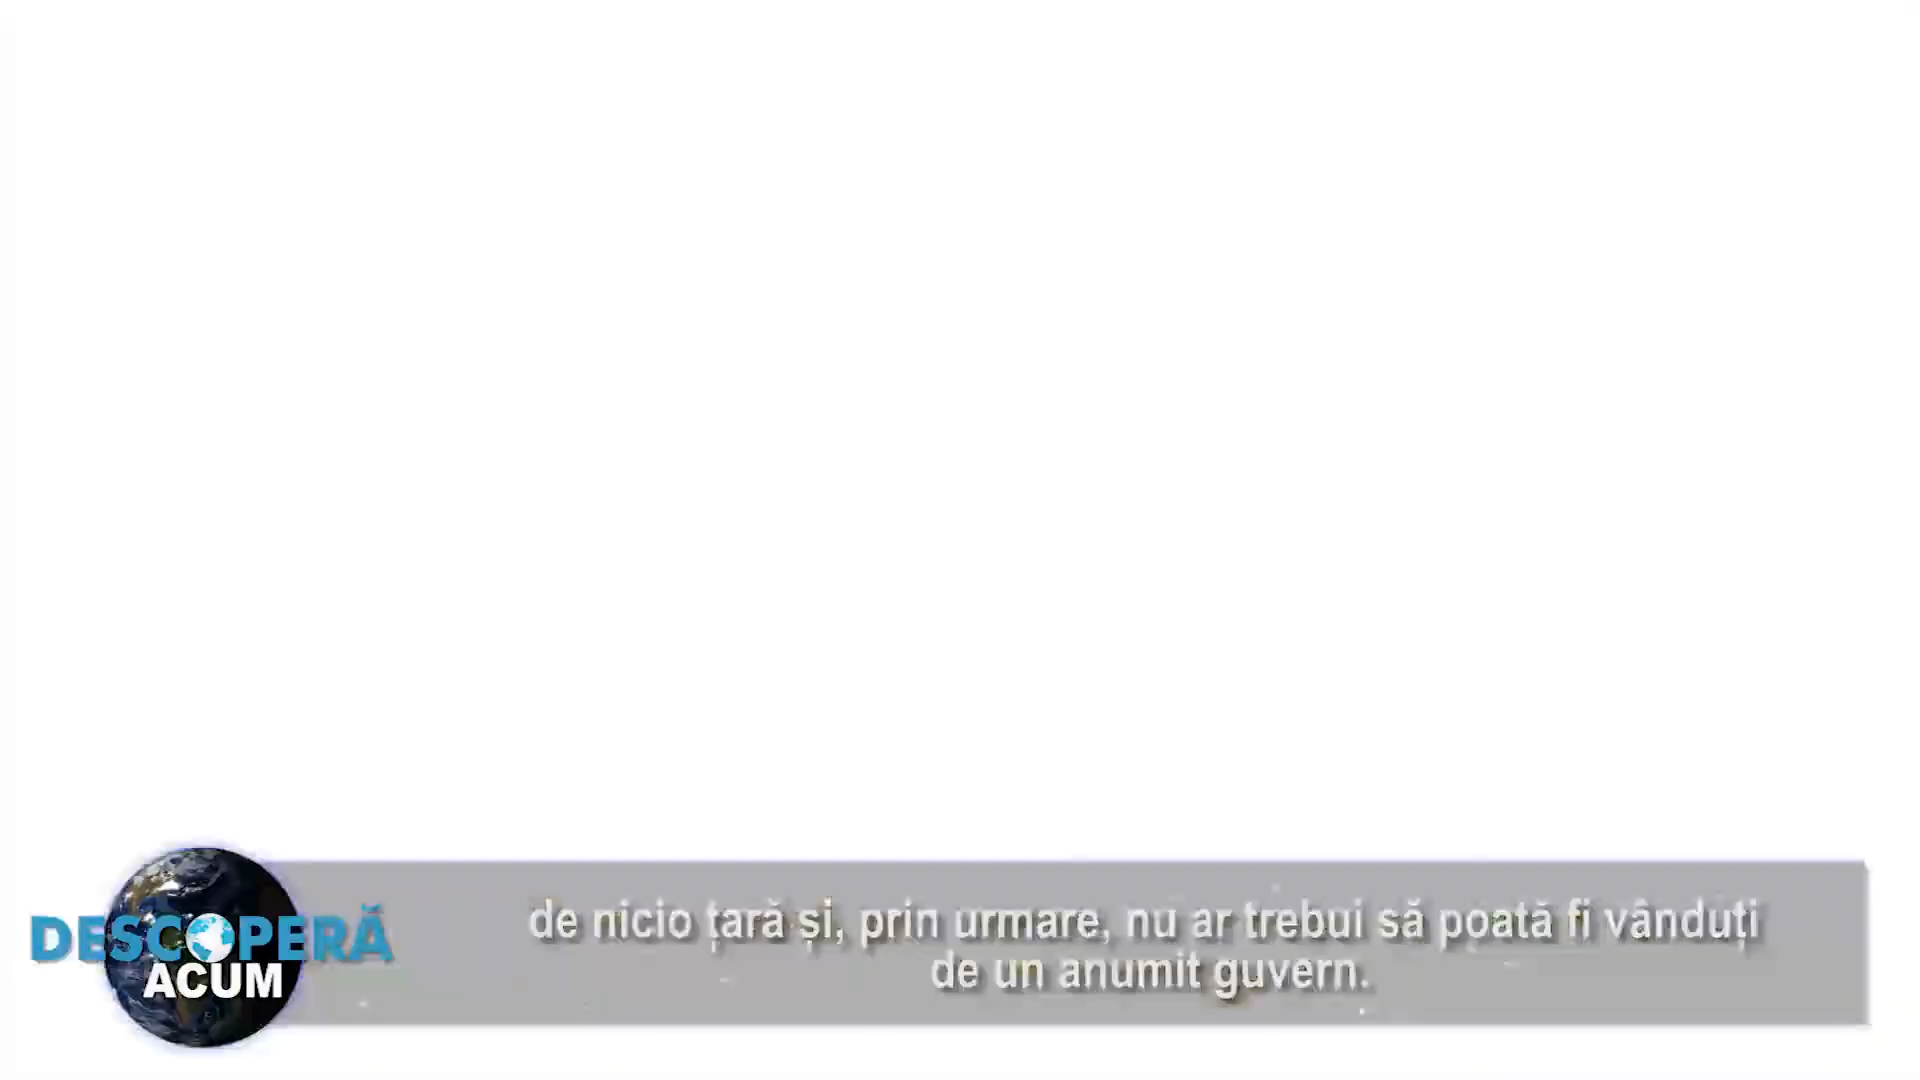 de nicio țară și, prin urmare, nu ar trebui să poată fi vânduți
de un anumit guvern.
DESCOPERĂ
ACUM